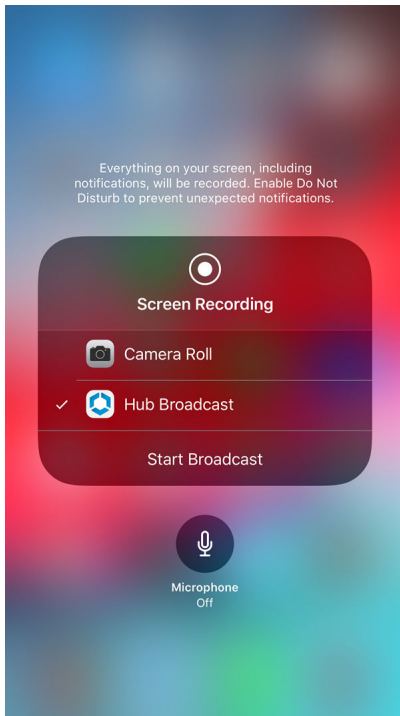 Everything on your screen, including
notifications, will be recorded. Enable Do Not
Disturb to prevent unexpected notifications.
Screen Recording
Camera Roll
Hub Broadcast
Start Broadcast
Microphone
Off